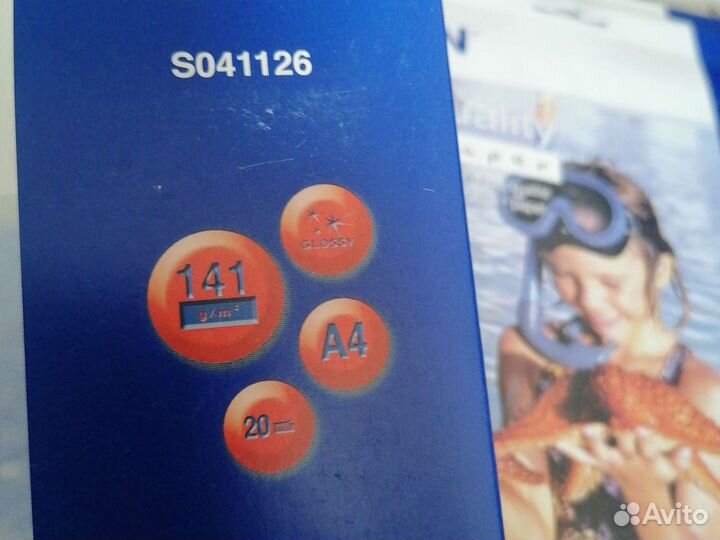 S041126
N
GLOSSY
141
g/m²
A4
20
Avito